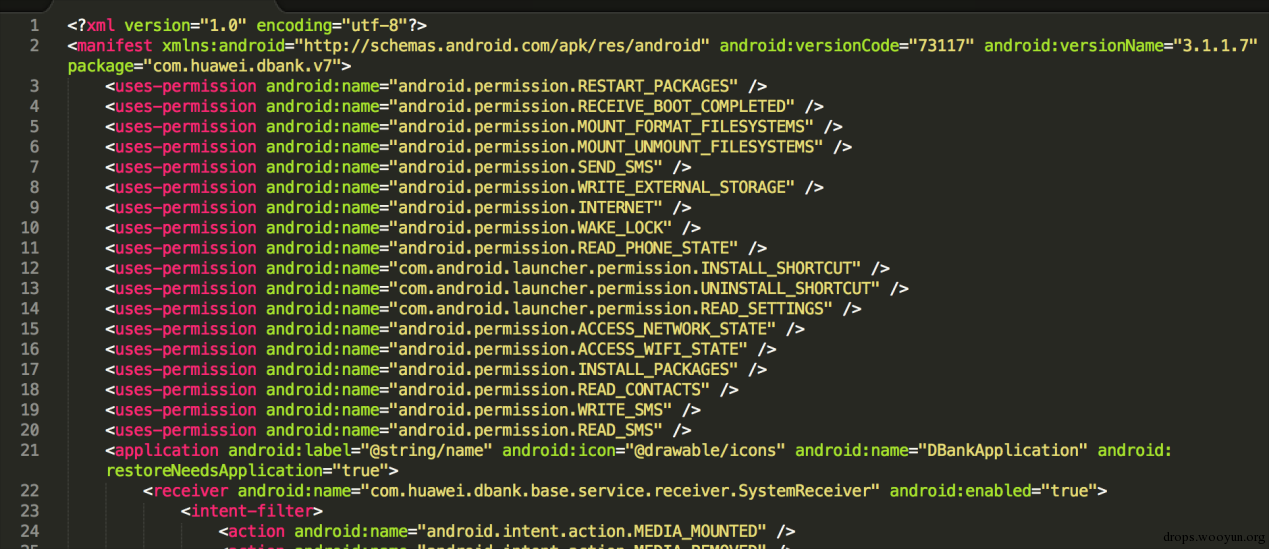 1 <?xml version="1.0" encoding="utf-8"?>
2 <manifest xmlns:android="http://schemas.android.com/apk/res/android" android:versionCode="73117" android:versionName="3.1.1.7"
package="com.huawei.dbank.v7">
3 <uses-permission android:name="android.permission.RESTART_PACKAGES" />
4 <uses-permission android:name="android.permission.RECEIVE_BOOT_COMPLETED" />
5 <uses-permission android:name="android.permission.MOUNT_FORMAT_FILESYSTEMS" />
6 <uses-permission android:name="android.permission.MOUNT_UNMOUNT_FILESYSTEMS" />
7 <uses-permission android:name="android.permission.SEND_SMS" />
8 <uses-permission android:name="android.permission.WRITE_EXTERNAL_STORAGE" />
9 <uses-permission android:name="android.permission.INTERNET" />
10 <uses-permission android:name="android.permission.WAKE_LOCK" />
11 <uses-permission android:name="android.permission.READ_PHONE_STATE" />
12 <uses-permission android:name="com.android.launcher.permission.INSTALL_SHORTCUT" />
13 <uses-permission android:name="com.android.launcher.permission.UNINSTALL_SHORTCUT" />
14 <uses-permission android:name="com.android.launcher.permission.READ_SETTINGS" />
15 <uses-permission android:name="android.permission.ACCESS_NETWORK_STATE" />
16 <uses-permission android:name="android.permission.ACCESS_WIFI_STATE" />
17 <uses-permission android:name="android.permission.INSTALL_PACKAGES" />
18 <uses-permission android:name="android.permission.READ_CONTACTS" />
19 <uses-permission android:name="android.permission.WRITE_SMS" />
20 <uses-permission android:name="android.permission.READ_SMS" />
21 <application android:label="@string/name" android:icon="@drawable/icons" android:name="DBankApplication" android:
restoreNeedsApplication="true">
22 <receiver android:name="com.huawei.dbank.base.service.receiver.SystemReceiver" android:enabled="true">
23 <intent-filter>
24 <action android:name="android.intent.action.MEDIA_MOUNTED" />
25 <action android:name="android.intent.action.MEDIA_REMOVED" />
drops.wooyun.org